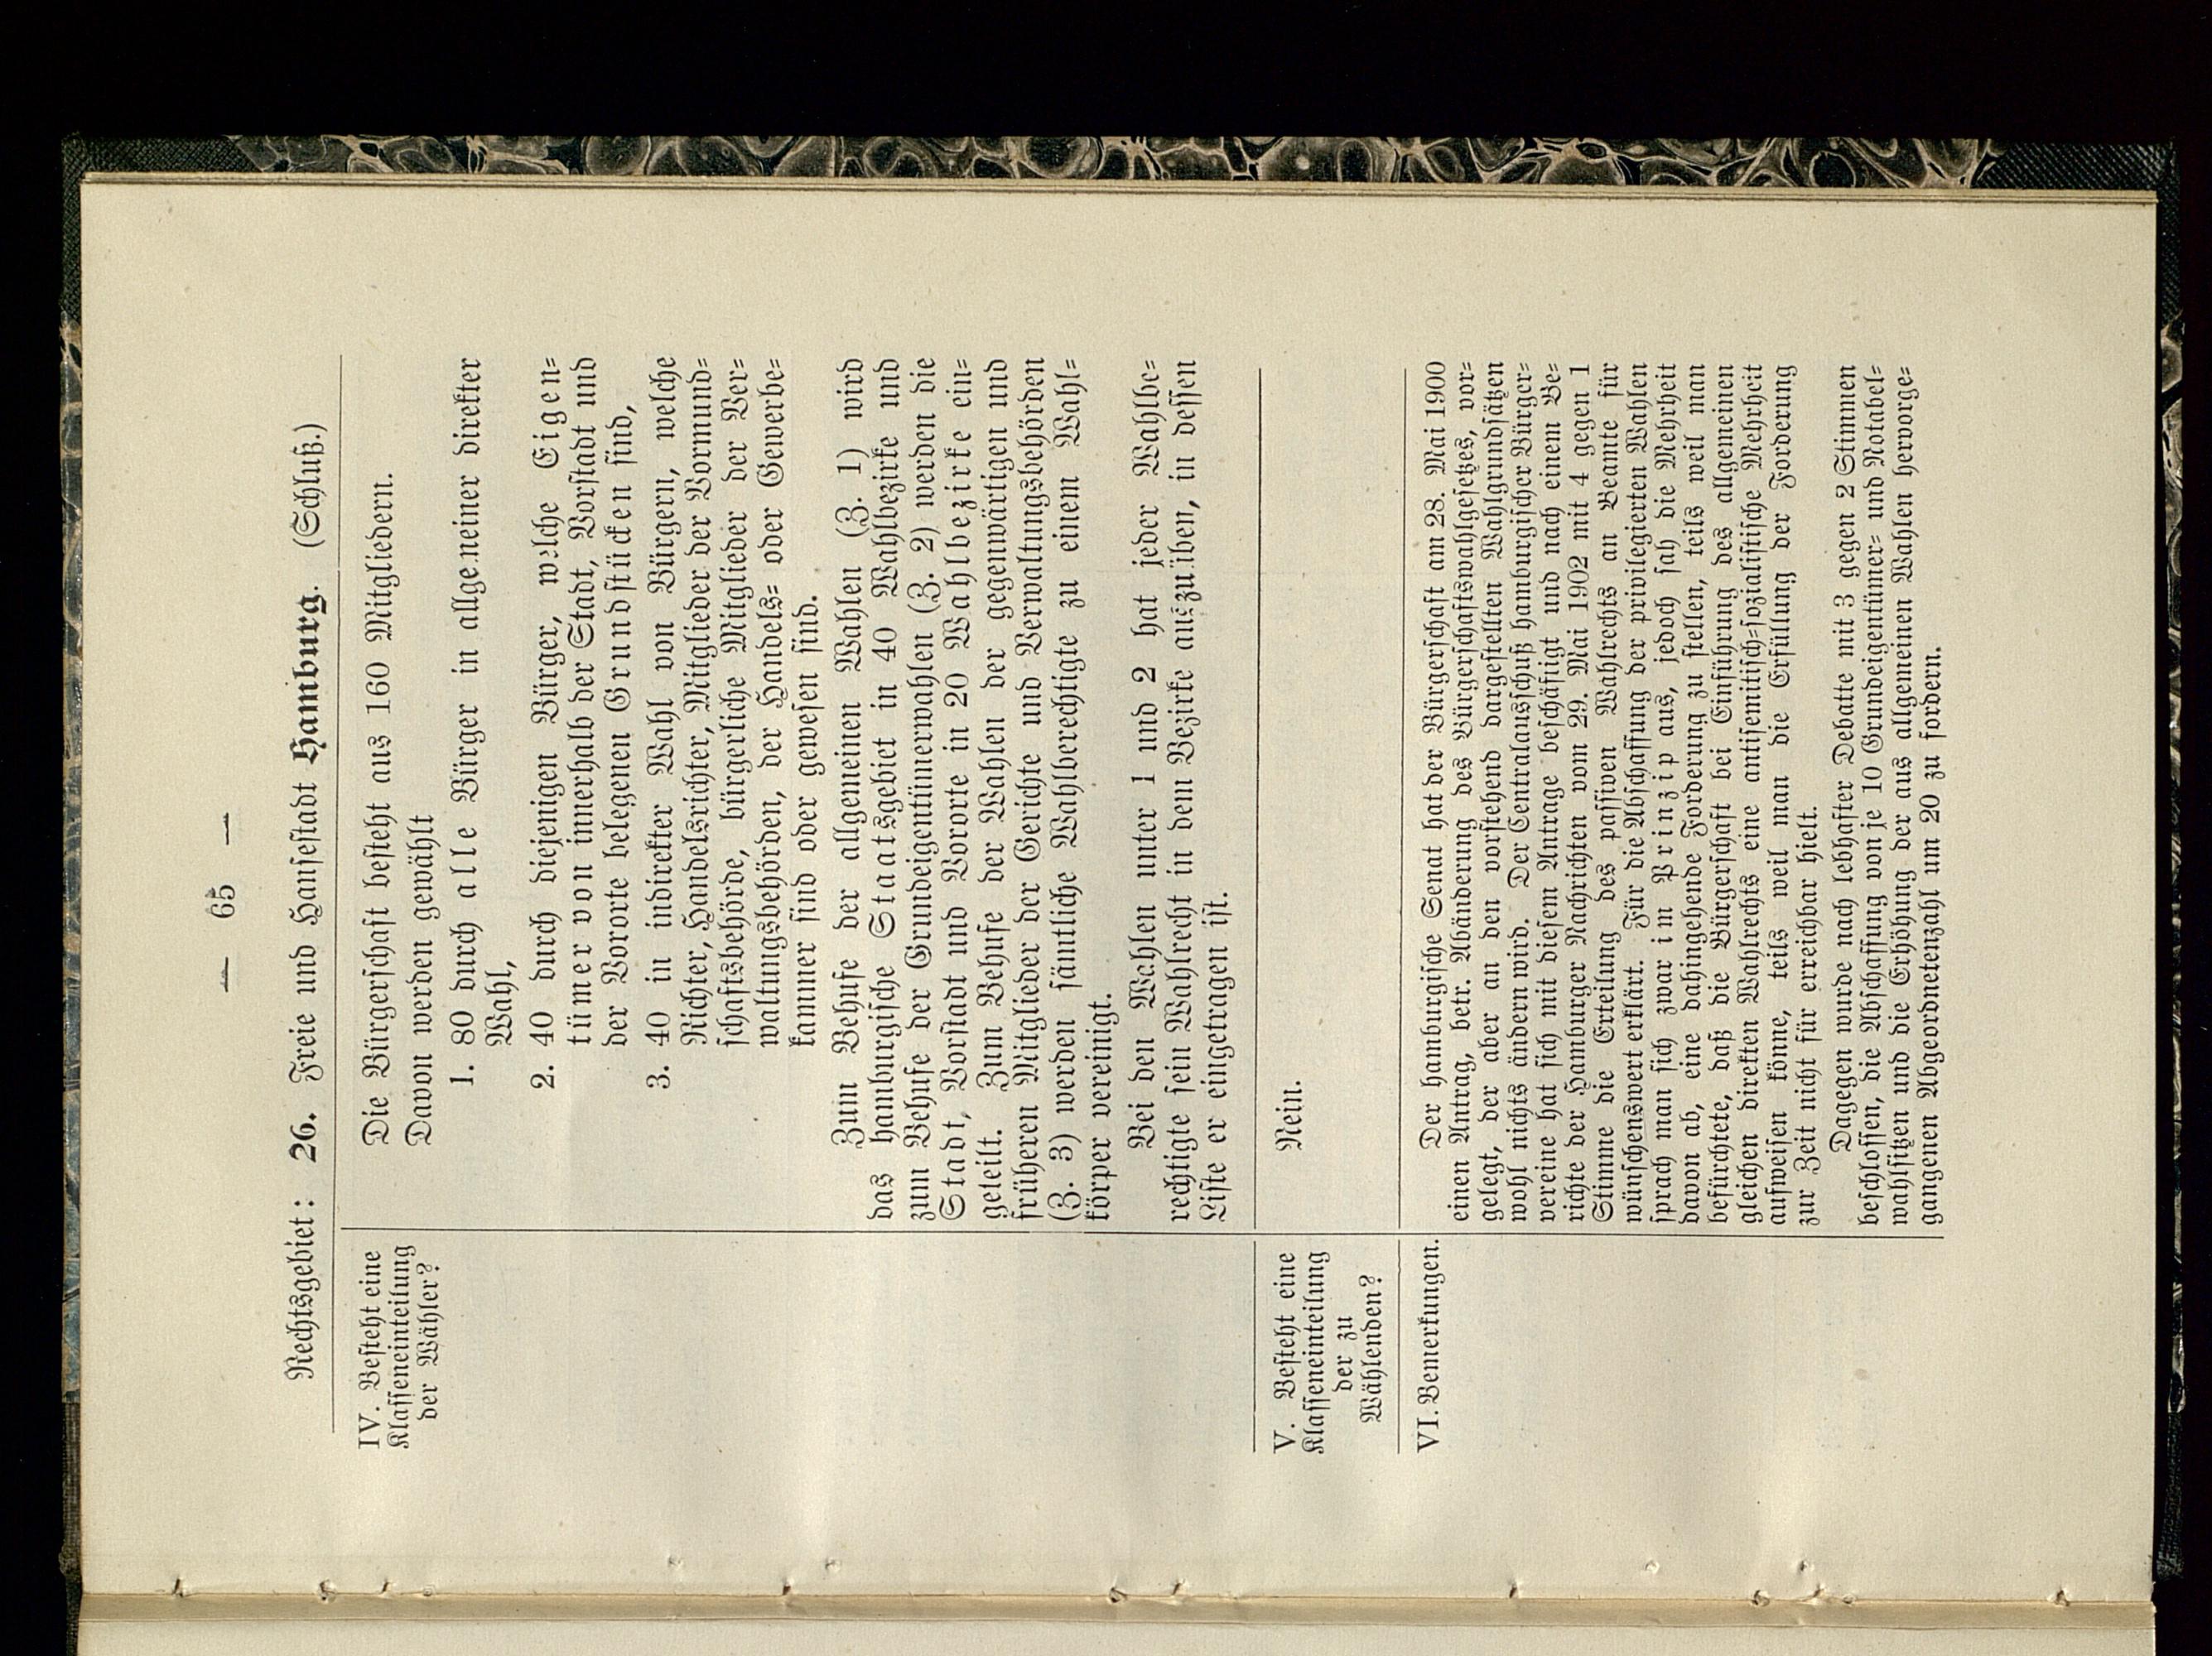 — 65 —
Rechtsgebiet: 26. Freie und Hansestadt Hamburg. (Schluß.)
IV. Besteht eine
Klasseneinteilung
der Wähler?
Die Bürgerschaft besteht aus 160 Mitgliedern.
Davon werden gewählt
1. 80 durch alle Bürger in allgemeiner direkter
Wahl,
2. 40 durch diejenigen Bürger, welche Eigen-
tümer von innerhalb der Stadt, Vorstadt und
der Vororte belegenen Grundstücken sind,
3. 40 in indirekter Wahl von Bürgern, welche
Richter, Handelsrichter, Mitglieder der Vormund-
schaftsbehörde, bürgerliche Mitglieder der Ver-
waltungsbehörden, der Handels- oder Gewerbe-
kammer sind oder gewesen sind.
Zum Behufe der allgemeinen Wahlen (Z. 1) wird
das hamburgische Staatsgebiet in 40 Wahlbezirke und
zum Behufe der Grundeigentümerwahlen (Z. 2) werden die
Stadt, Vorstadt und Vororte in 20 Wahlbezirke ein-
geteilt. Zum Behufe der Wahlen der gegenwärtigen und
früheren Mitglieder der Gerichte und Verwaltungsbehörden
(Z. 3) werden sämtliche Wahlberechtigte zu einem Wahl-
körper vereinigt.
Bei den Wahlen unter 1 und 2 hat jeder Wahlbe-
rechtigte sein Wahlrecht in dem Bezirke auszuüben, in dessen
Liste er eingetragen ist.
V. Besteht eine
Klasseneinteilung
der zu
Wählenden?
Nein.
VI. Bemerkungen.
Der hamburgische Senat hat der Bürgerschaft am 28. Mai 1900
einen Antrag, betr. Abänderung des Bürgerschaftswahlgesetzes, vor-
gelegt, der aber an den vorstehend dargestellten Wahlgrundsätzen
wohl nichts ändern wird. Der Centralausschuß hamburgischer Bürger-
vereine hat sich mit diesem Antrage beschäftigt und nach einem Be-
richte der Hamburger Nachrichten vom 29. Mai 1902 mit 4 gegen 1
Stimme die Erteilung des passiven Wahlrechts an Beamte für
wünschenswert erklärt. Für die Abschaffung der privilegierten Wahlen
sprach man sich zwar im Prinzip aus, jedoch sah die Mehrheit
davon ab, eine dahingehende Forderung zu stellen, teils weil man
befürchtete, daß die Bürgerschaft bei Einführung des allgemeinen
gleichen direkten Wahlrechts eine antisemitisch-sozialistische Mehrheit
aufweisen könne, teils weil man die Erfüllung der Forderung
zur Zeit nicht für erreichbar hielt.
Dagegen wurde nach lebhafter Debatte mit 3 gegen 2 Stimmen
beschlossen, die Abschaffung von je 10 Grundeigentümer- und Notabel-
wahlsitzen und die Erhöhung der aus allgemeinen Wahlen hervorge-
gangenen Abgeordnetenzahl um 20 zu fordern.